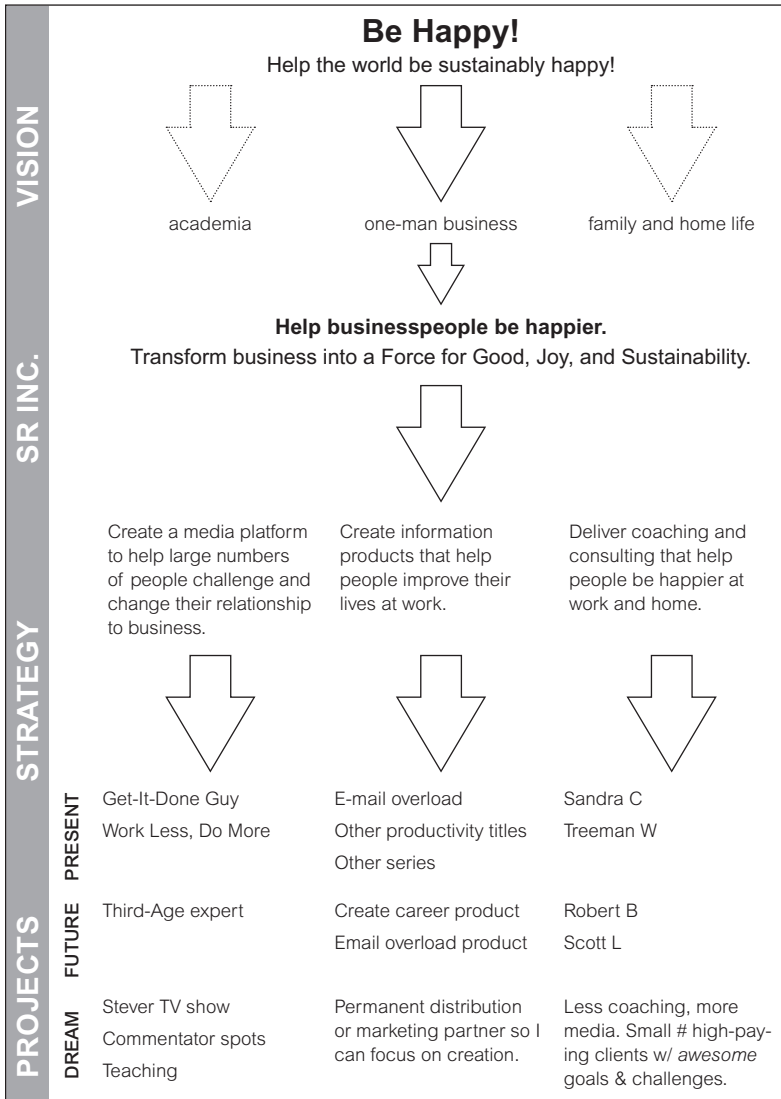 Be Happy!
Help the world be sustainably happy!
VISION
academia
one-man business
family and home life
SR INC.
Help businesspeople be happier.
Transform business into a Force for Good, Joy, and Sustainability.
STRATEGY
Create a media platform
to help large numbers
of people challenge and
change their relationship
to business.
Create information
products that help
people improve their
lives at work.
Deliver coaching and
consulting that help
people be happier at
work and home.
PROJECTS
PRESENT
Get-It-Done Guy
Work Less, Do More
E-mail overload
Other productivity titles
Other series
Sandra C
Treeman W
FUTURE
Third-Age expert
Create career product
Email overload product
Robert B
Scott L
DREAM
Stever TV show
Commentator spots
Teaching
Permanent distribution
or marketing partner so I
can focus on creation.
Less coaching, more
media. Small # high-pay-
ing clients w/ awesome
goals & challenges.